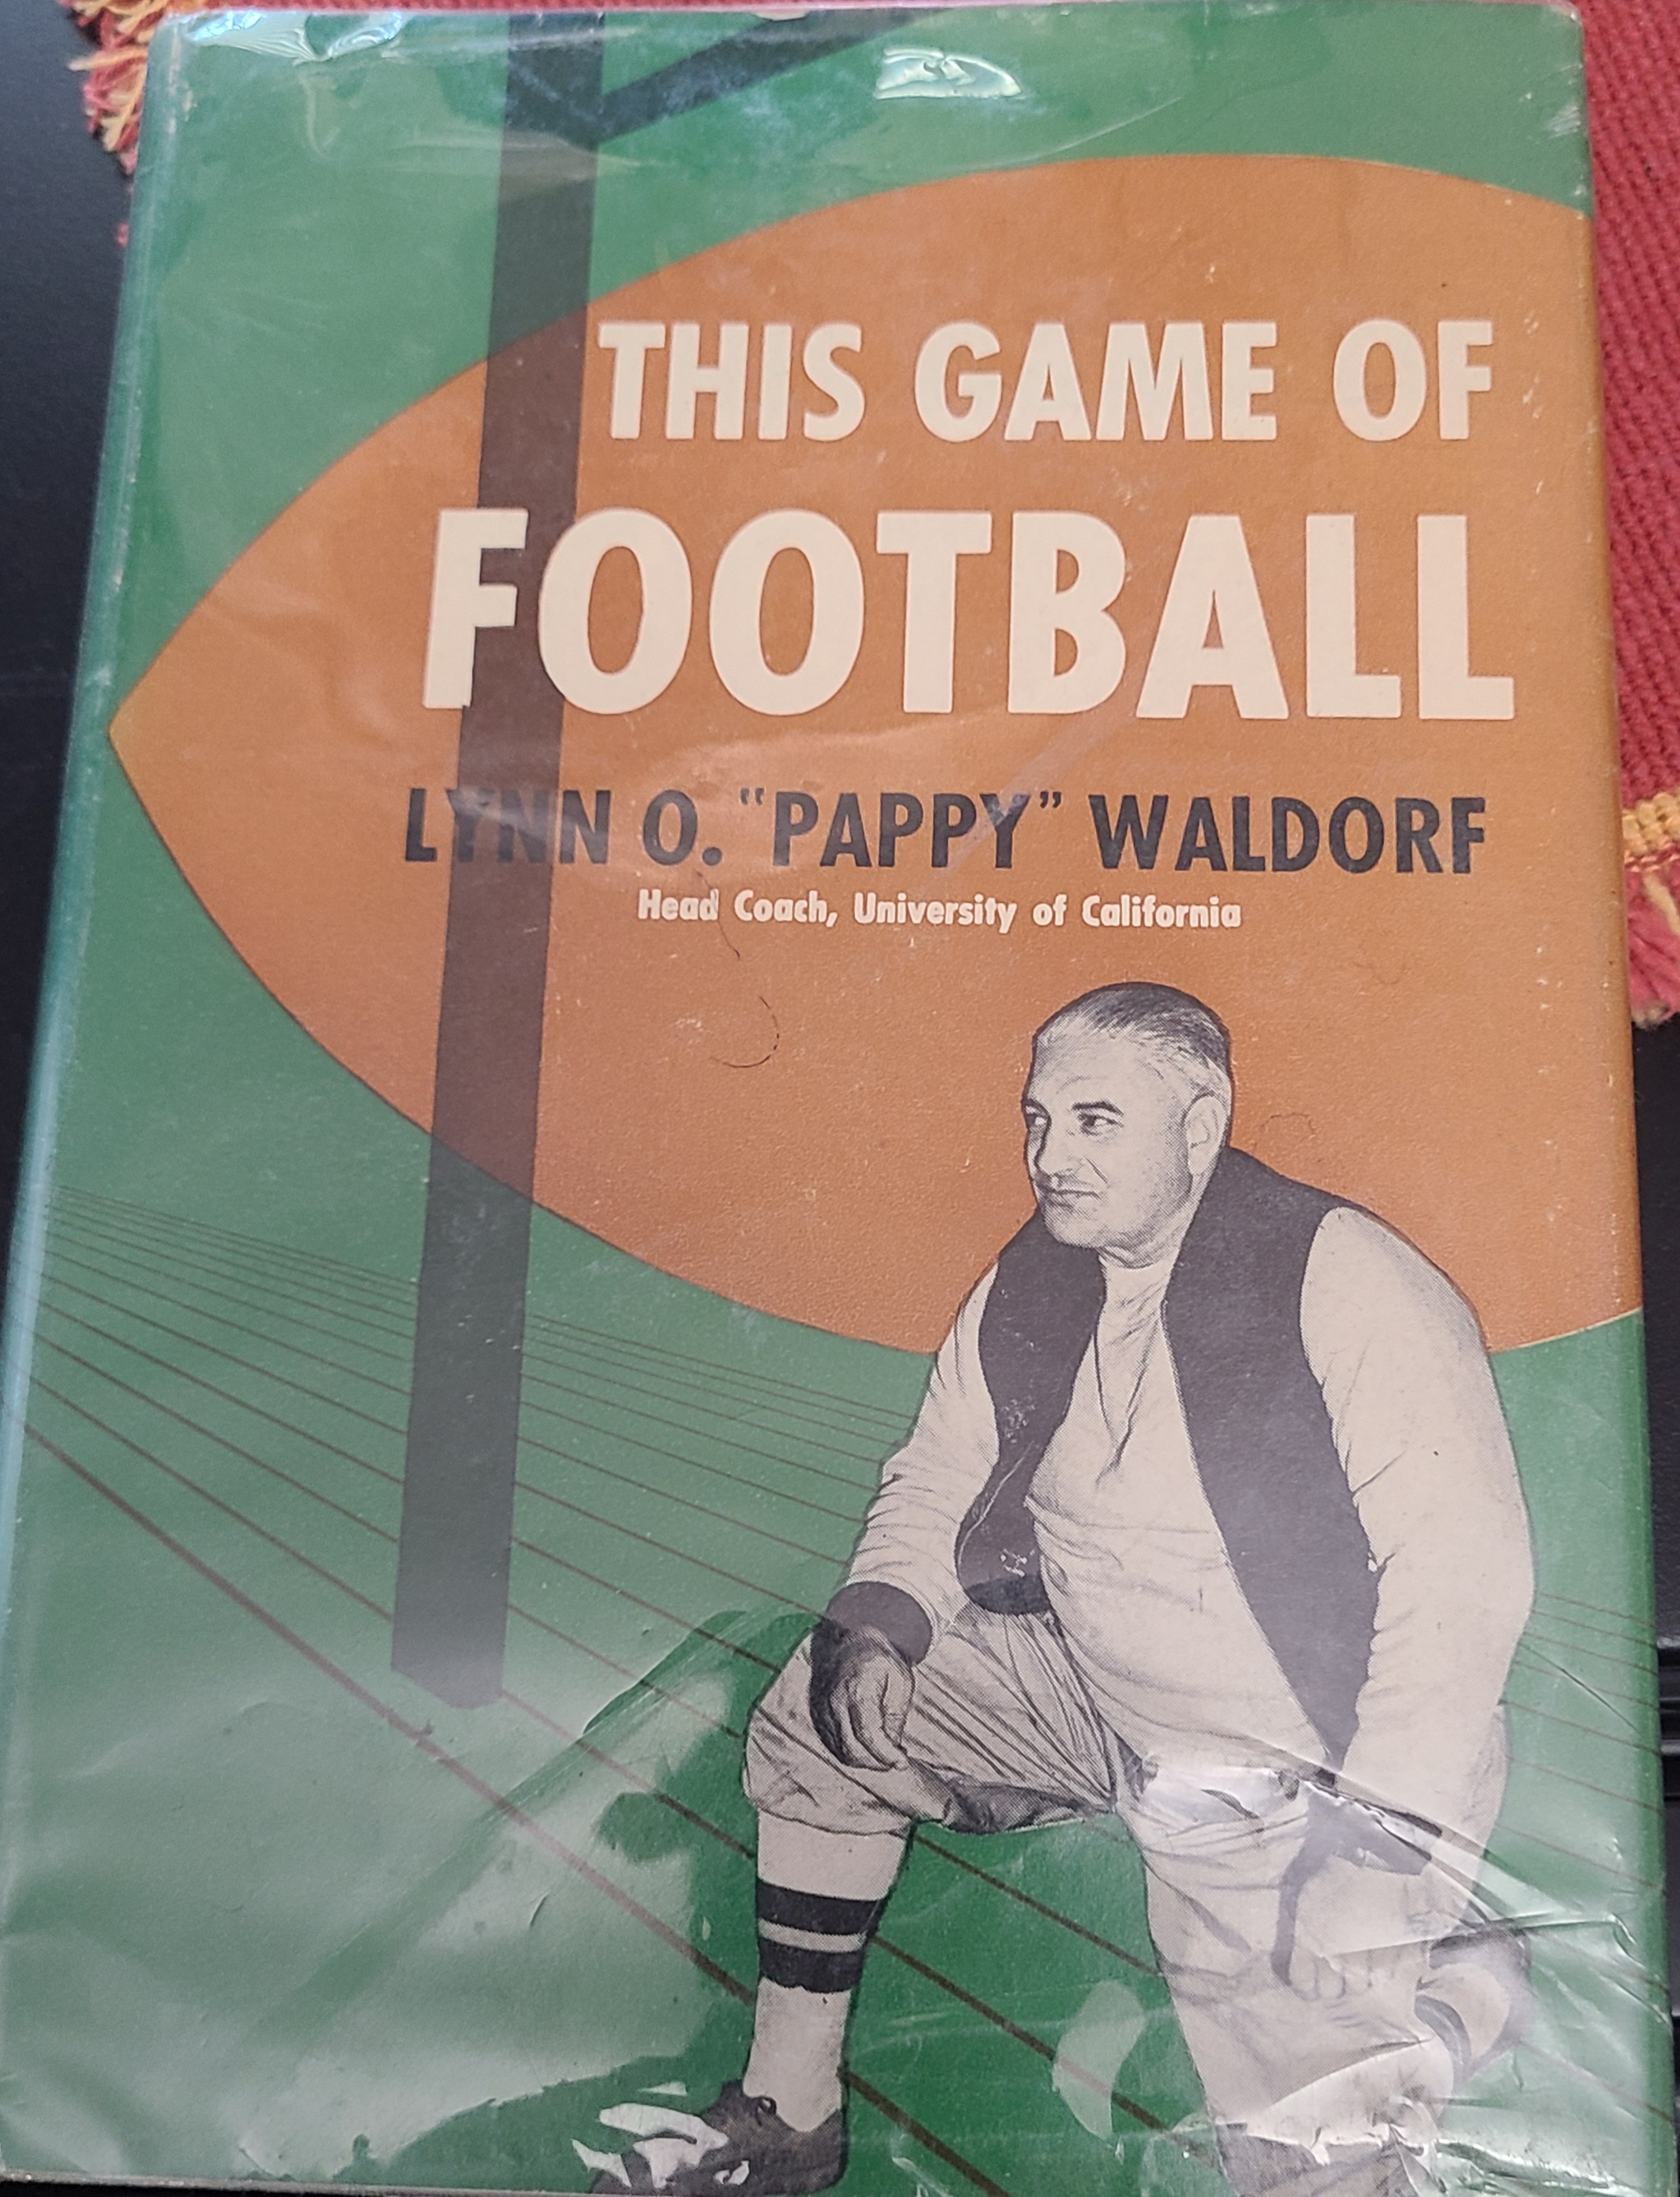 THIS GAME OF
FOOTBALL
LYNN O. “PAPPY” WALDORF
Head Coach, University of California